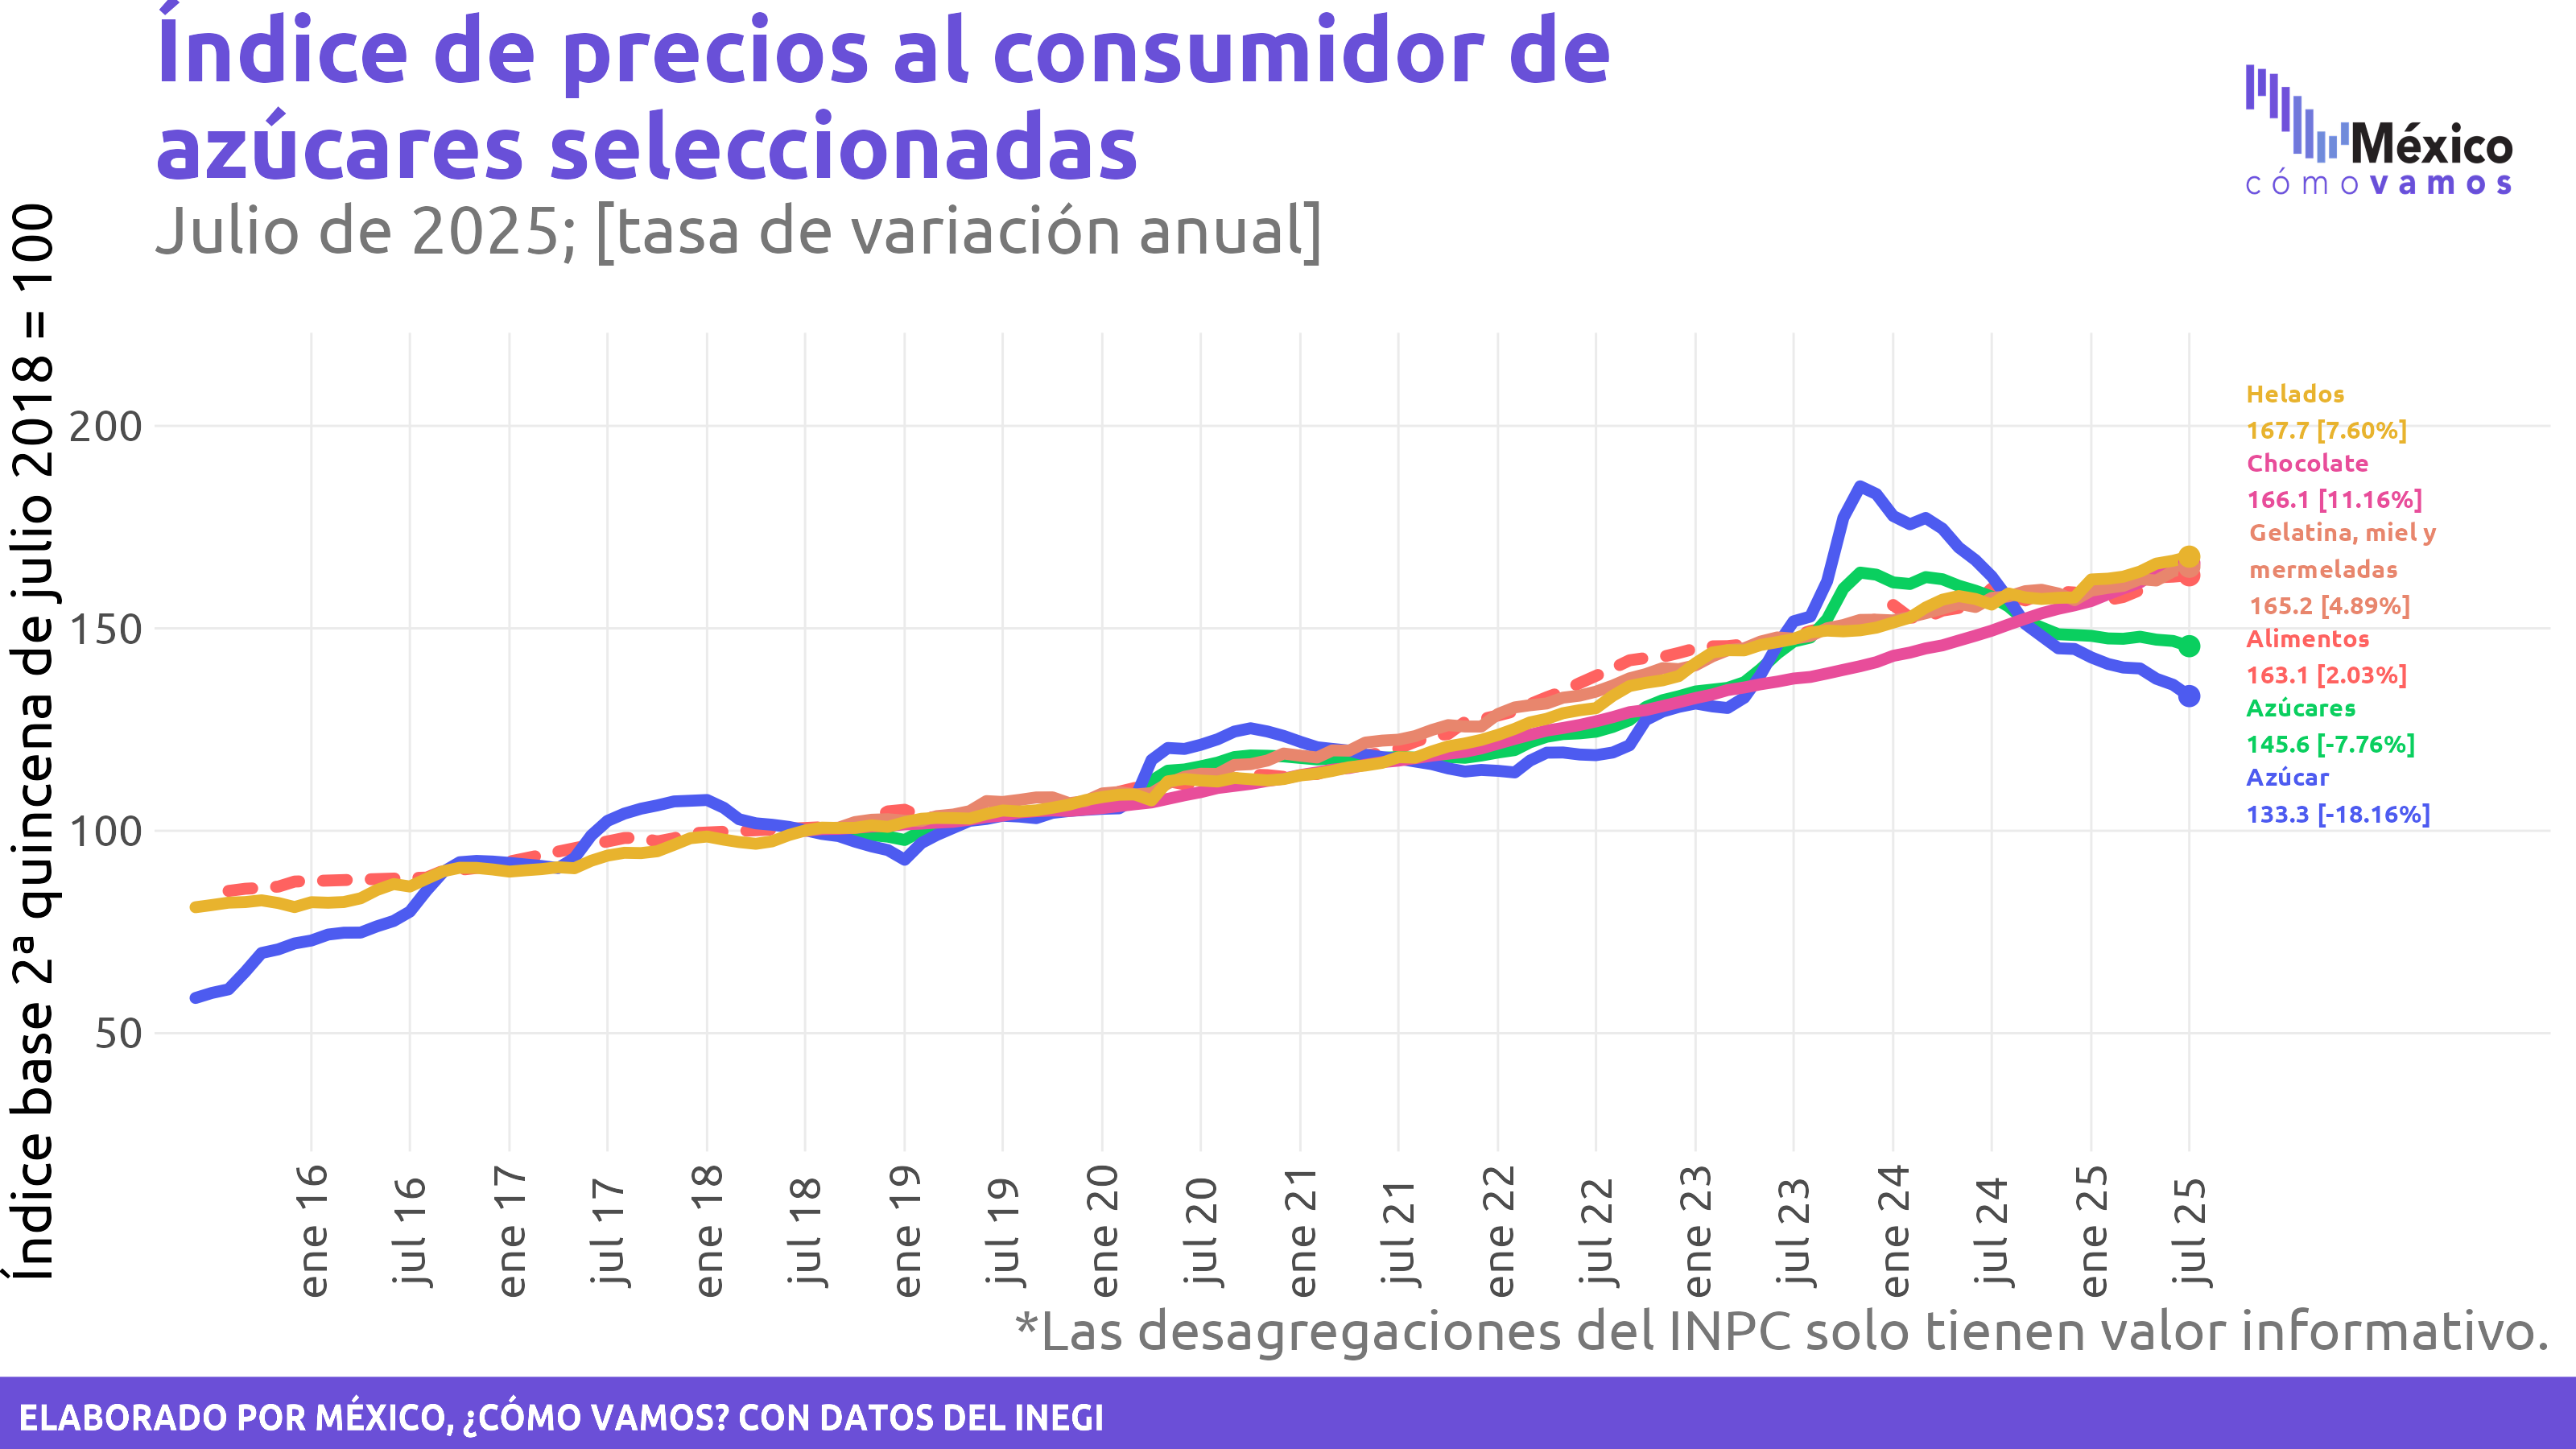 Índice de precios al consumidor de
azúcares seleccionadas
Julio de 2025; [tasa de variación anual]
México
cómo vamos
Índice base 2ª quincena de julio 2018 = 100
200
150
100
50
Helados
167.7 [7.60%]
Chocolate
166.1 [11.16%]
Gelatina, miel y
mermeladas
165.2 [4.89%]
Alimentos
163.1 [2.03%]
Azúcares
145.6 [-7.76%]
Azúcar
133.3 [-18.16%]
ene 16
jul 16
ene 17
jul 17
ene 18
jul 18
ene 19
jul 19
ene 20
jul 20
ene 21
jul 21
ene 22
jul 22
ene 23
jul 23
ene 24
jul 24
ene 25
jul 25
*Las desagregaciones del INPC solo tienen valor informativo.
ELABORADO POR MÉXICO, ¿CÓMO VAMOS? CON DATOS DEL INEGI